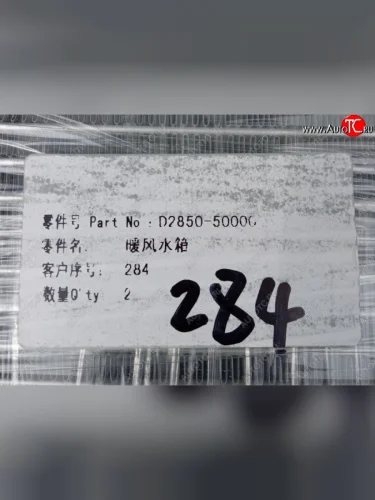 www.AutoTC.ru
零件号 Part No : D2850-50000
零件名: 暖风水箱
客户序号: 284
数量Q'ty 2
284